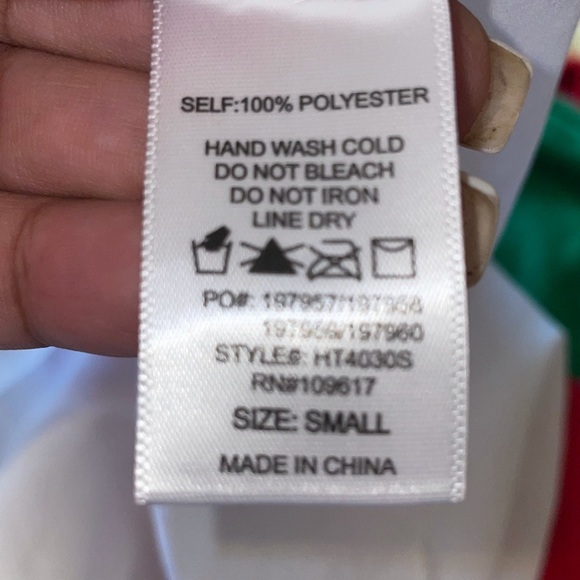 SELF:100% POLYESTER
HAND WASH COLD
DO NOT BLEACH
DO NOT IRON
LINE DRY
PO#: 197957/197958
197959/197960
STYLE#: HT4030S
RN#109617
SIZE: SMALL
MADE IN CHINA